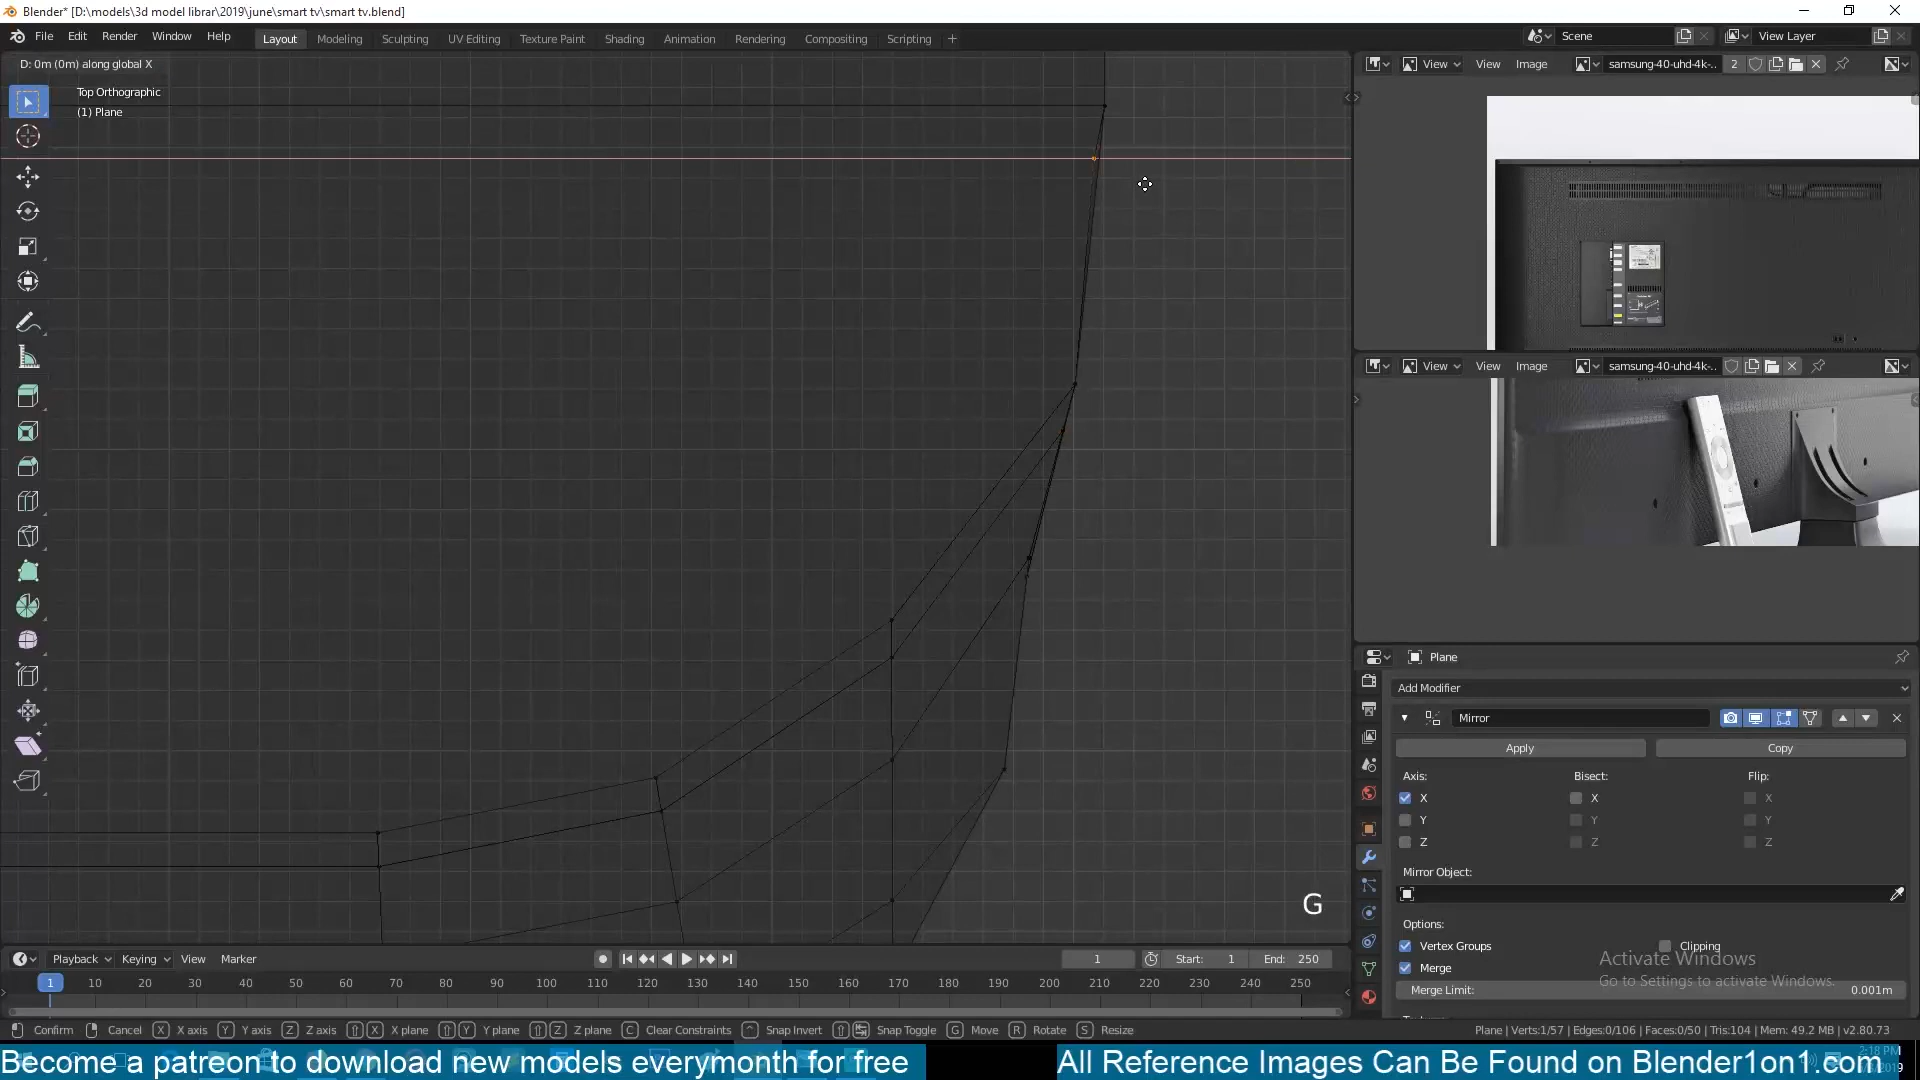 Blender* [D:\models\3d model librar\2019\june\smart tv\smart tv.blend]
File Edit Render Window Help Layout Modeling Sculpting UV Editing Texture Paint Shading Animation Rendering Compositing Scripting + Scene View Layer
D: 0m (0m) along global X
View View Image samsung-40-uhd-4k-.. 2
Top Orthographic
(1) Plane
View View Image samsung-40-uhd-4k-..
Plane
Add Modifier
Mirror
Apply Copy
Axis: Bisect: Flip:
X X X
Y Y Y
Z Z Z
Mirror Object:
G
Options:
Vertex Groups Clipping
Merge
Merge Limit: 0.001m
Activate Windows
Go to Settings to activate Windows.
Playback Keying View Marker 1 Start: 1 End: 250
1 10 20 30 40 50 60 70 80 90 100 110 120 130 140 150 160 170 180 190 200 210 220 230 240 250
Confirm Cancel X X axis Y Y axis Z Z axis X X plane Y Y plane Z Z plane C Clear Constraints Snap Invert Snap Toggle G Move R Rotate S Resize
Plane | Verts:1/57 | Edges:0/106 | Faces:0/50 | Tris:104 | Mem: 49.2 MB | v2.80.73
Become a patreon to download new models everymonth for free
All Reference Images Can Be Found on Blender1on1.com
2:18 PM